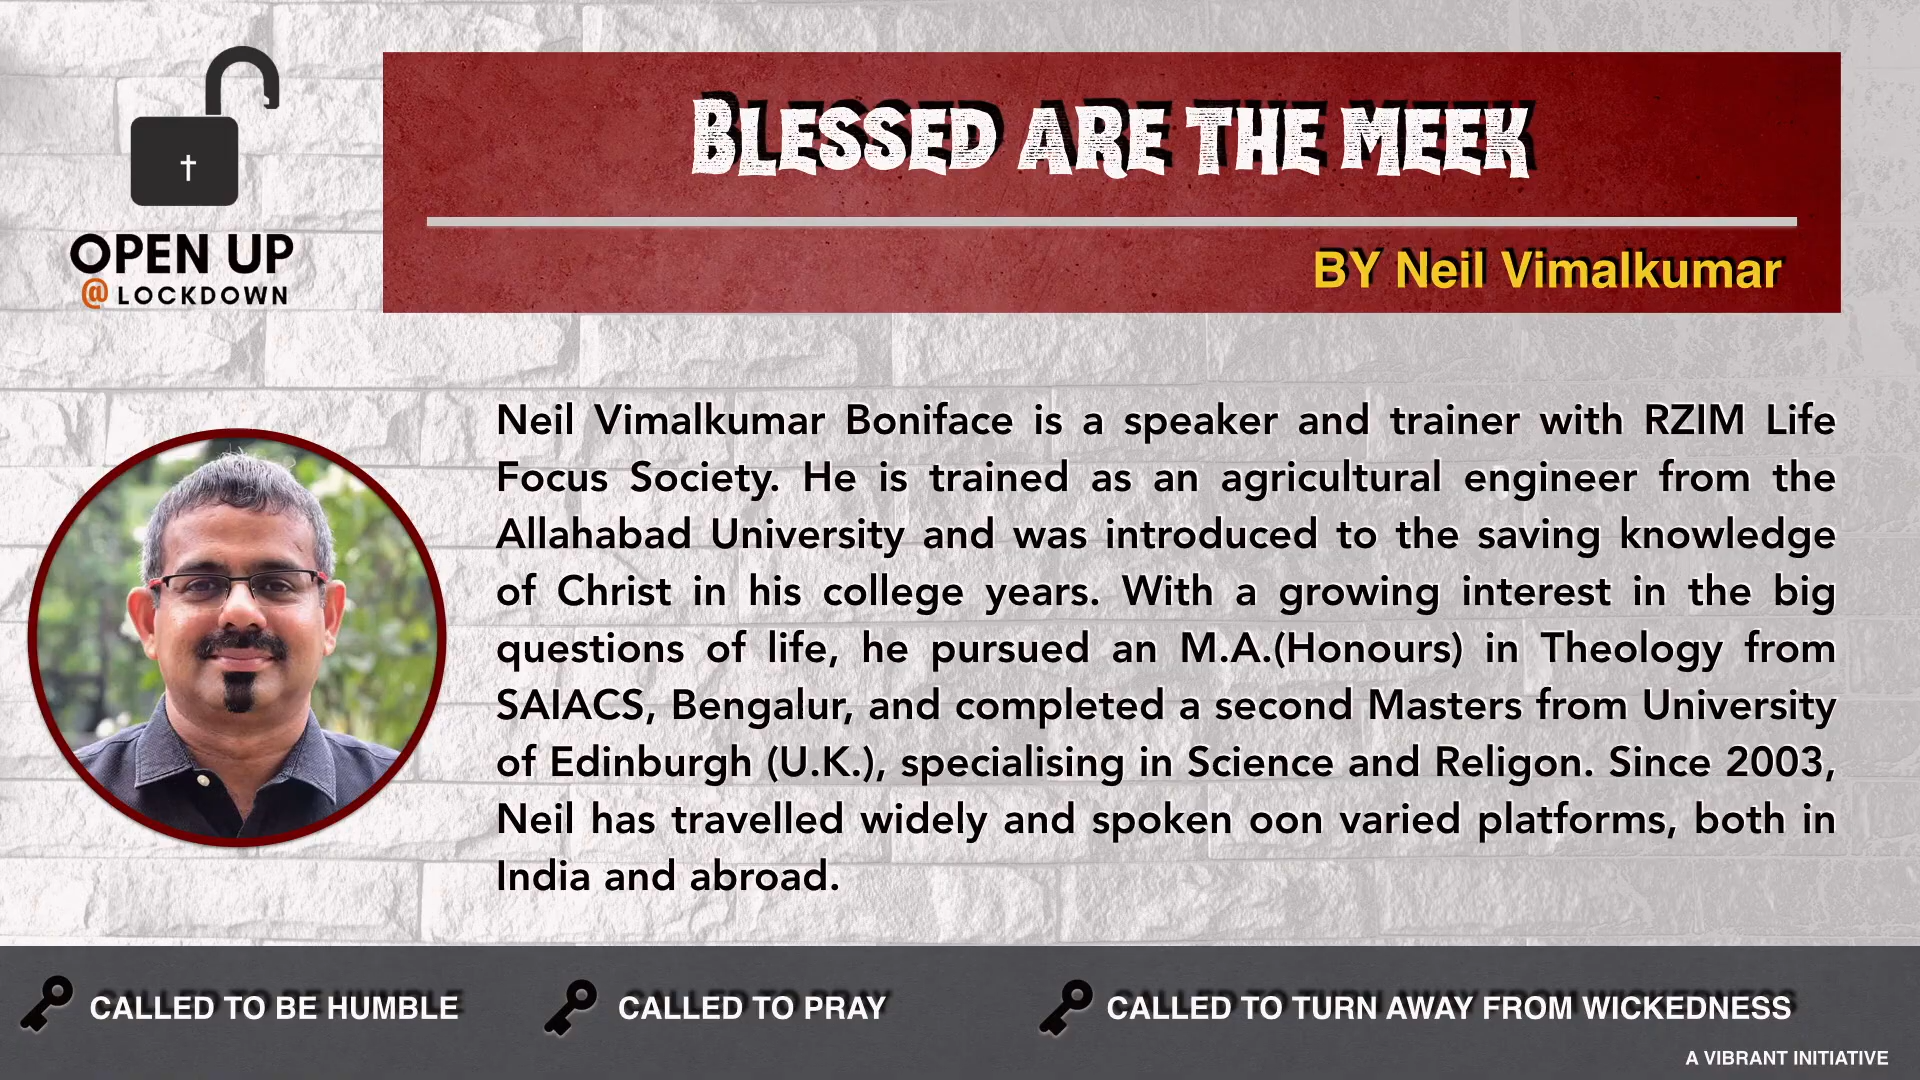 OPEN UP
@ LOCKDOWN
BLESSED ARE THE MEEK
BY Neil Vimalkumar
Neil Vimalkumar Boniface is a speaker and trainer with RZIM Life
Focus Society. He is trained as an agricultural engineer from the
Allahabad University and was introduced to the saving knowledge
of Christ in his college years. With a growing interest in the big
questions of life, he pursued an M.A.(Honours) in Theology from
SAIACS, Bengalur, and completed a second Masters from University
of Edinburgh (U.K.), specialising in Science and Religon. Since 2003,
Neil has travelled widely and spoken oon varied platforms, both in
India and abroad.
CALLED TO BE HUMBLE
CALLED TO PRAY
CALLED TO TURN AWAY FROM WICKEDNESS
A VIBRANT INITIATIVE